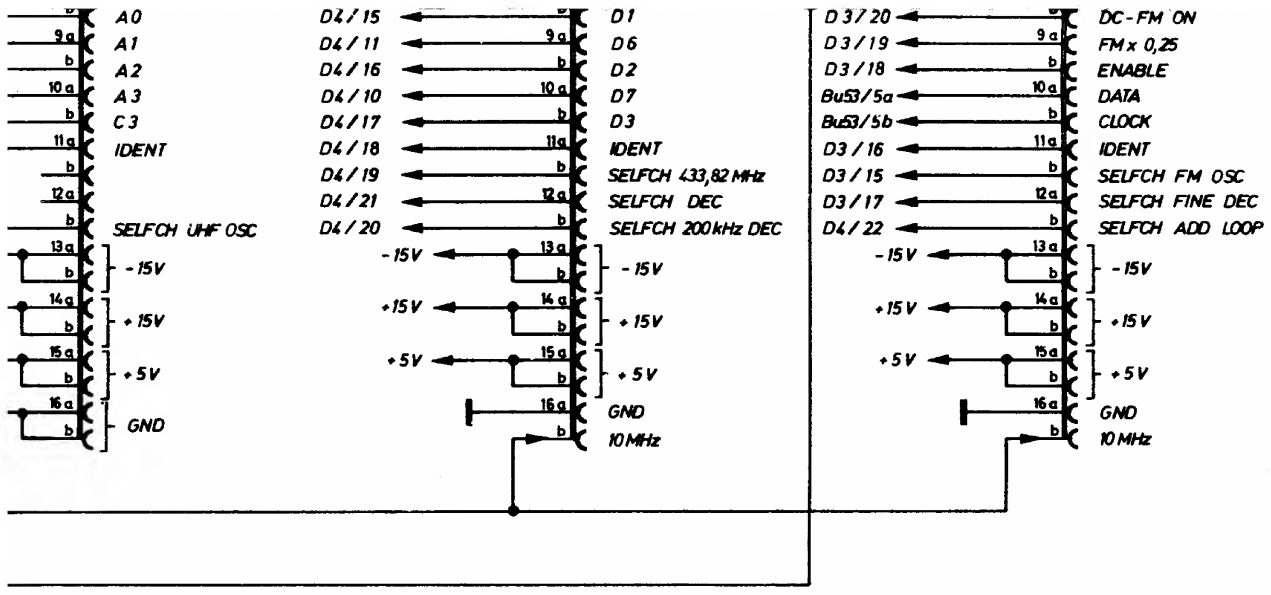 b A0 D4/15 b D1 D3/20 b DC-FM ON
9a A1 D4/11 9a D6 D3/19 9a FM x 0,25
b A2 D4/16 b D2 D3/18 b ENABLE
10a A3 D4/10 10a D7 Bu53/5a 10a DATA
b C3 D4/17 b D3 Bu53/5b b CLOCK
11a IDENT D4/18 11a IDENT D3/16 11a IDENT
b D4/19 b SELFCH 433,82 MHz D3/15 b SELFCH FM OSC
12a D4/21 12a SELFCH DEC D3/17 12a SELFCH FINE DEC
b SELFCH UHF OSC D4/20 b SELFCH 200kHz DEC D4/22 b SELFCH ADD LOOP
13a -15V 13a -15V 13a
b -15V b -15V b -15V
14a +15V 14a +15V 14a
b +15V b +15V b +15V
15a +5V 15a +5V 15a
b +5V b +5V b +5V
16a 16a GND 16a GND
b GND b 10MHz b 10MHz